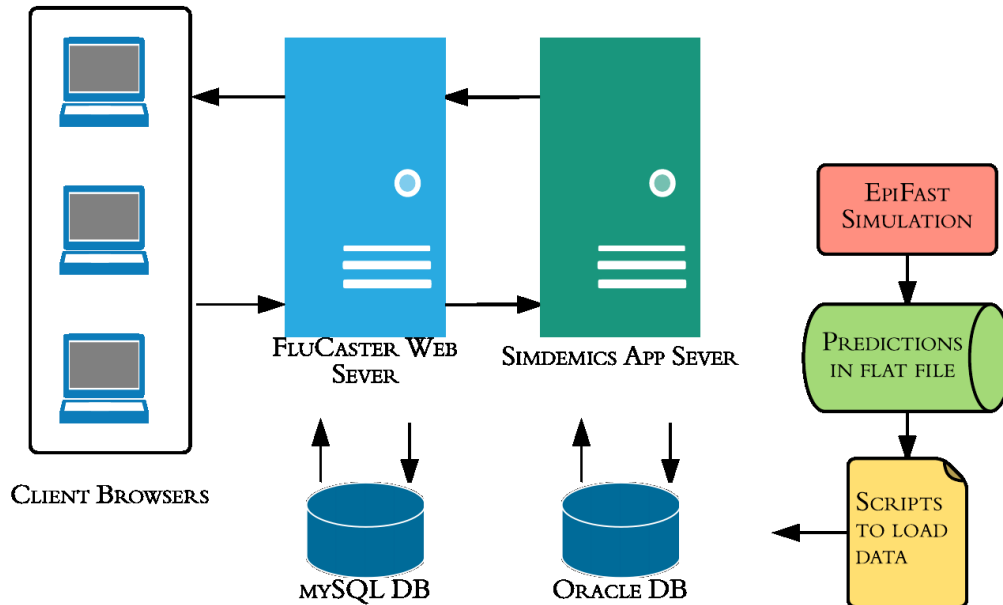 EpiFast
Simulation
Predictions
in flat file
FluCaster Web
Sever
Simdemics App Sever
Client Browsers
Scripts
to load
data
mySQL DB
Oracle DB